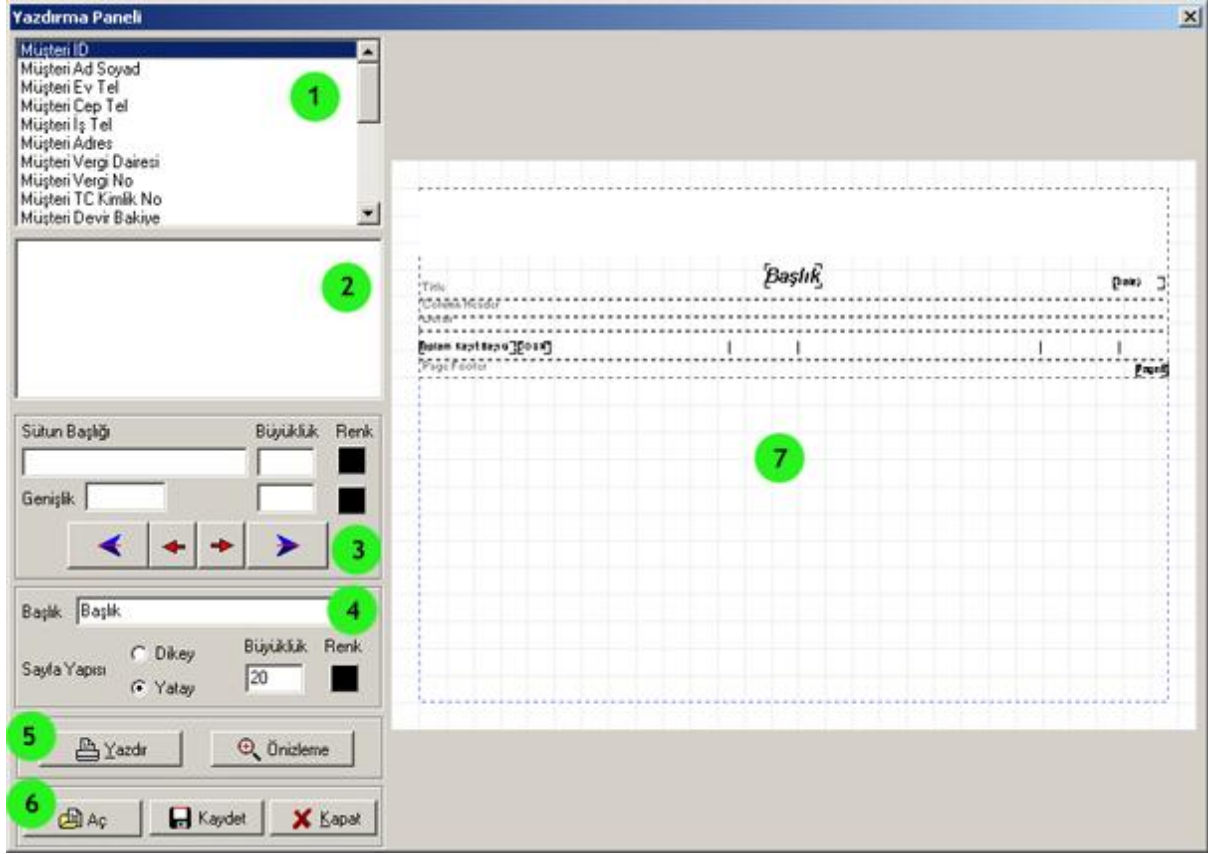 Yazdırma Paneli
Müşteri ID
Müşteri Ad Soyad
Müşteri Ev Tel
Müşteri Cep Tel
Müşteri İş Tel
Müşteri Adres
Müşteri Vergi Dairesi
Müşteri Vergi No
Müşteri TC Kimlik No
Müşteri Devir Bakiye
1
2
Sütun Başlığı Büyüklük Renk
Genişlik
3
Başlık Başlık
4
Sayfa Yapısı Dikey Büyüklük Renk
Yatay 20
5
Yazdır Önizleme
6
Aç Kaydet Kapat
Başlık
Title
Column Header
Page Footer
7